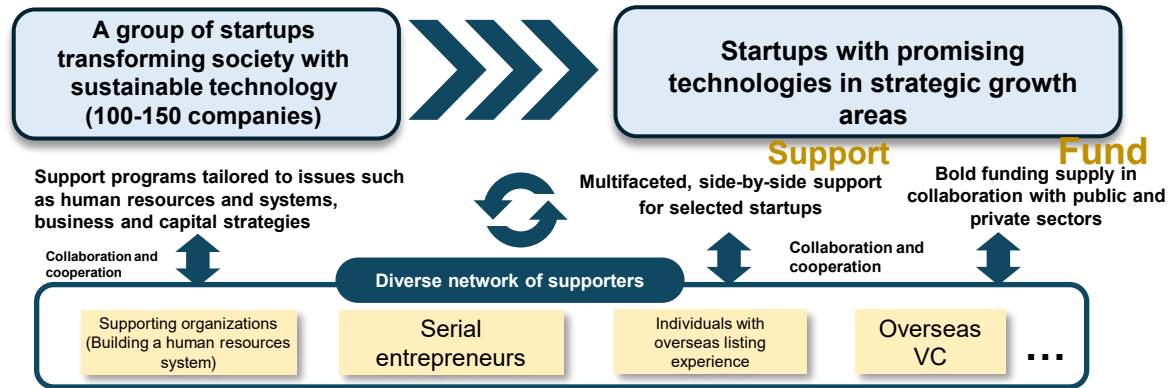 A group of startups
transforming society with
sustainable technology
(100-150 companies)
Startups with promising
technologies in strategic growth
areas
Support
Fund
Support programs tailored to issues such
as human resources and systems,
business and capital strategies
Multifaceted, side-by-side support
for selected startups
Bold funding supply in
collaboration with public and
private sectors
Collaboration and
cooperation
Collaboration and
cooperation
Diverse network of supporters
Supporting organizations
(Building a human resources
system)
Serial
entrepreneurs
Individuals with
overseas listing
experience
Overseas
VC
...